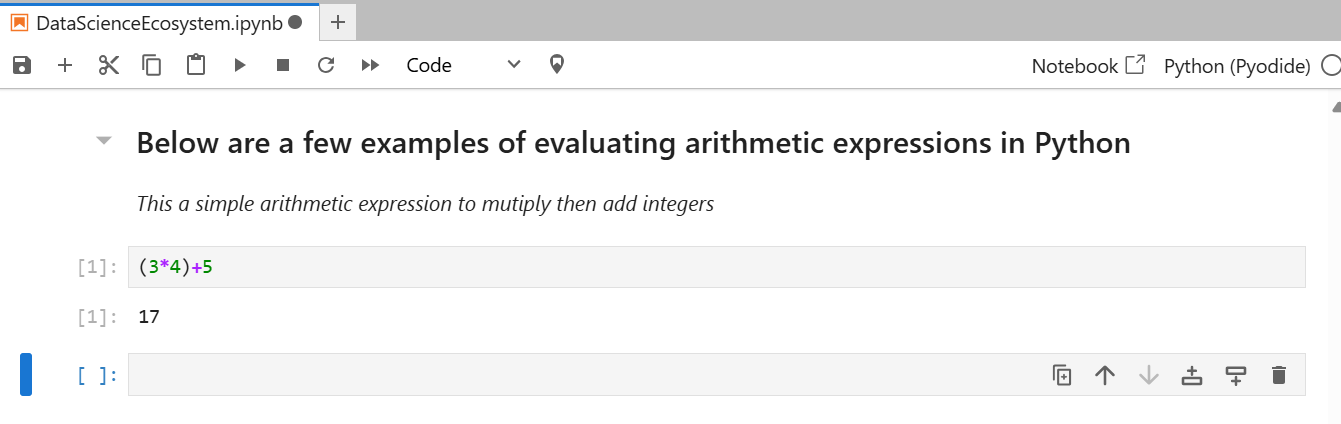 DataScienceEcosystem.ipynb
Code Notebook Python (Pyodide)
Below are a few examples of evaluating arithmetic expressions in Python
This a simple arithmetic expression to mutiply then add integers
[1]: (3*4)+5
[1]: 17
[ ]: